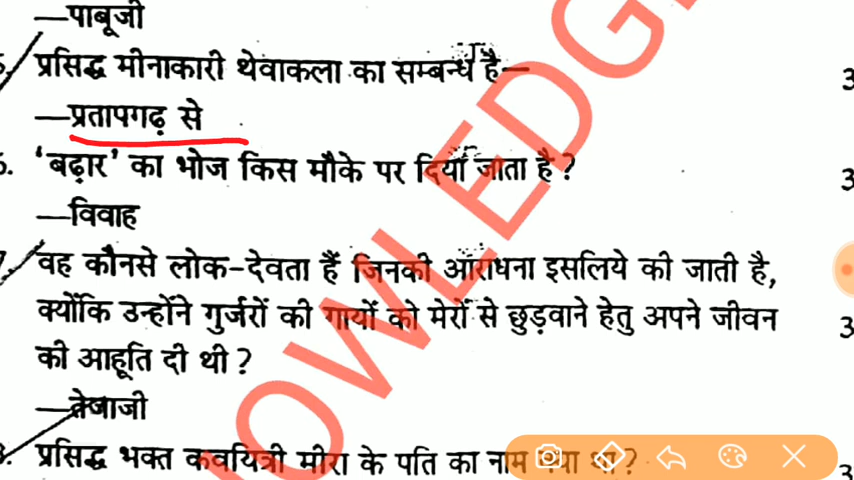 —पाबूजी
प्रसिद्ध मीनाकारी थेवाकला का सम्बन्ध है—
—प्रतापगढ़ से
'बढ़ार' का भोज किस मौके पर दिया जाता है?
—विवाह
वह कौनसे लोक-देवता हैं जिनकी आराधना इसलिये की जाती है,
क्योंकि उन्होंने गुर्जरों की गायों को मेरों से छुड़वाने हेतु अपने जीवन
की आहूति दी थी?
—तेजाजी
प्रसिद्ध भक्त कवयित्री मीरा के पति का नाम क्या था?